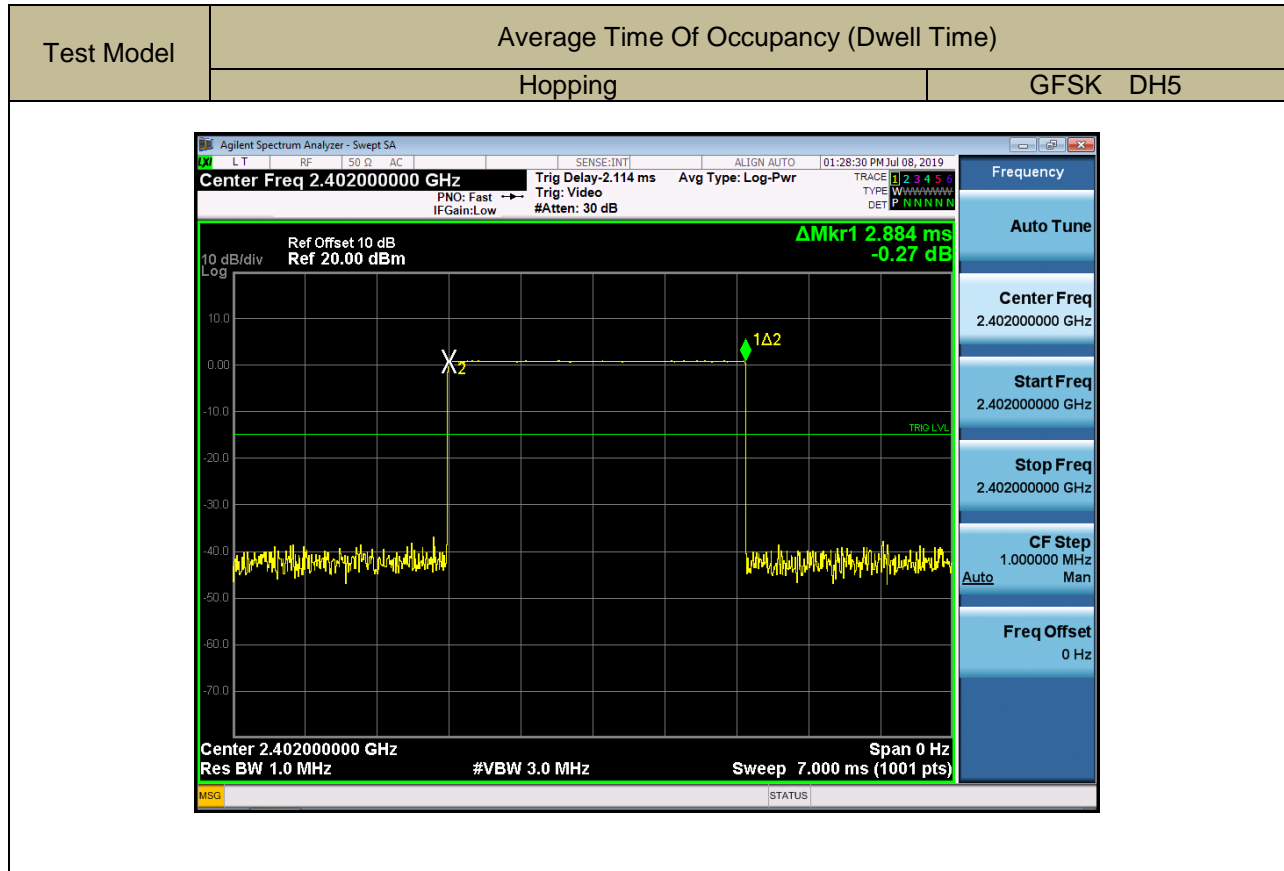 Test Model
Average Time Of Occupancy (Dwell Time)
Hopping
GFSK DH5
Agilent Spectrum Analyzer - Swept SA
LXI L T RF 50 Ω AC SENSE:INT ALIGN AUTO 01:28:30 PM Jul 08, 2019
Center Freq 2.402000000 GHz
PNO: Fast
IFGain:Low
Trig Delay-2.114 ms
Trig: Video
#Atten: 30 dB
Avg Type: Log-Pwr
TRACE 1 2 3 4 5 6
TYPE WWWWWW
DET P N N N N N
ΔMkr1 2.884 ms
-0.27 dB
Ref Offset 10 dB
10 dB/div Ref 20.00 dBm
Log
10.0
0.00
-10.0
-20.0
-30.0
-40.0
-50.0
-60.0
-70.0
2
1Δ2
TRIG LVL
Center 2.402000000 GHz Span 0 Hz
Res BW 1.0 MHz #VBW 3.0 MHz Sweep 7.000 ms (1001 pts)
MSG STATUS
Frequency
Auto Tune
Center Freq
2.402000000 GHz
Start Freq
2.402000000 GHz
Stop Freq
2.402000000 GHz
CF Step
1.000000 MHz
Auto Man
Freq Offset
0 Hz